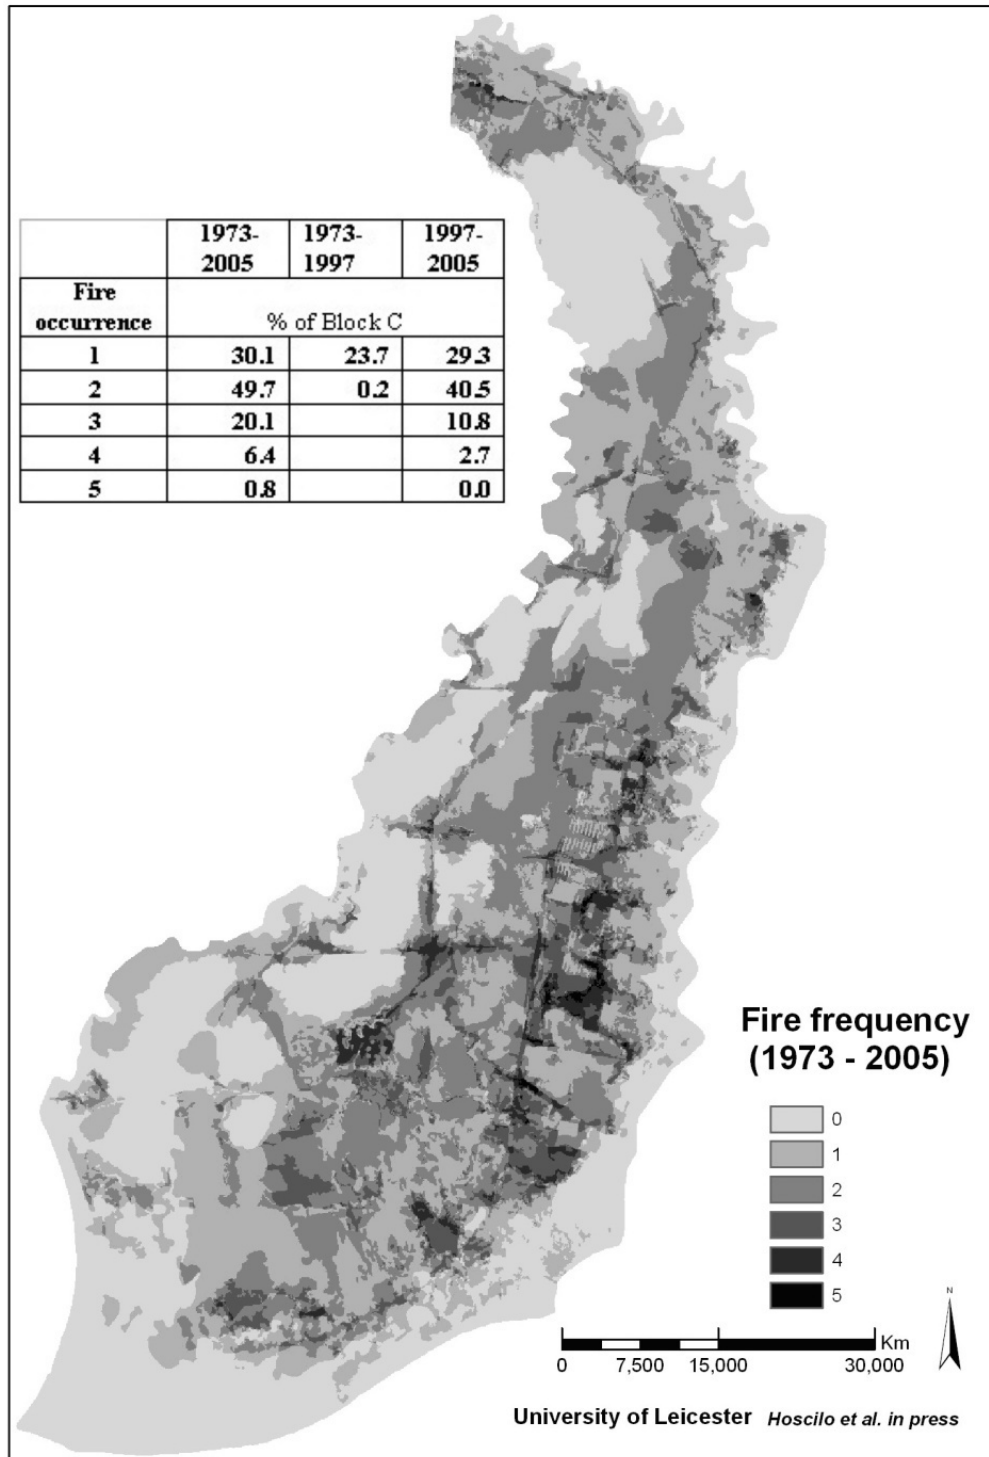 1973- 1973- 1997-
2005 1997 2005
Fire
occurrence % of Block C
1 30.1 23.7 29.3
2 49.7 0.2 40.5
3 20.1 10.8
4 6.4 2.7
5 0.8 0.0
Fire frequency
(1973 - 2005)
0
1
2
3
4
5
N
Km
0 7,500 15,000 30,000
University of Leicester Hoscilo et al. in press